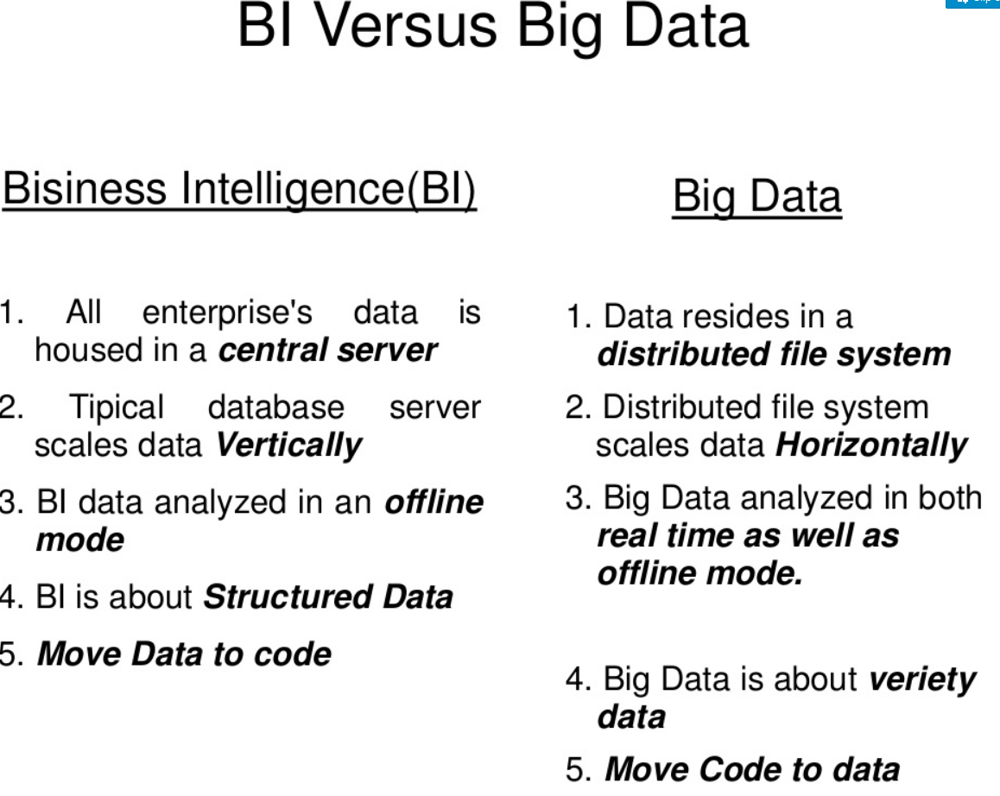 BI Versus Big Data
Bisiness Intelligence(BI)
1. All enterprise's data is
housed in a central server
2. Tipical database server
scales data Vertically
3. BI data analyzed in an offline
mode
4. BI is about Structured Data
5. Move Data to code
Big Data
1. Data resides in a
distributed file system
2. Distributed file system
scales data Horizontally
3. Big Data analyzed in both
real time as well as
offline mode.
4. Big Data is about veriety
data
5. Move Code to data